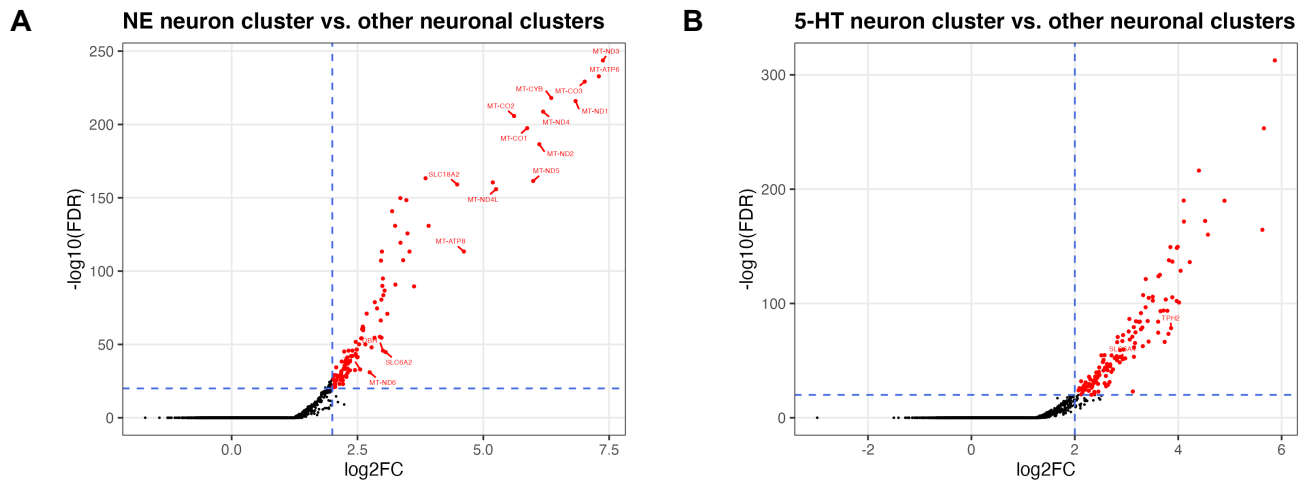 A
NE neuron cluster vs. other neuronal clusters
-log10(FDR)
250
200
150
100
50
0
MT-ND3
MT-ATP6
MT-CO3
MT-CYB
MT-ND1
MT-CO2
MT-ND4
MT-CO1
MT-ND2
MT-ND5
SLC18A2
MT-ND4L
MT-ATP8
SLC6A2
MT-ND6
0.0
2.5
5.0
7.5
log2FC
B
5-HT neuron cluster vs. other neuronal clusters
-log10(FDR)
300
200
100
0
TPH2
-2
0
2
4
6
log2FC